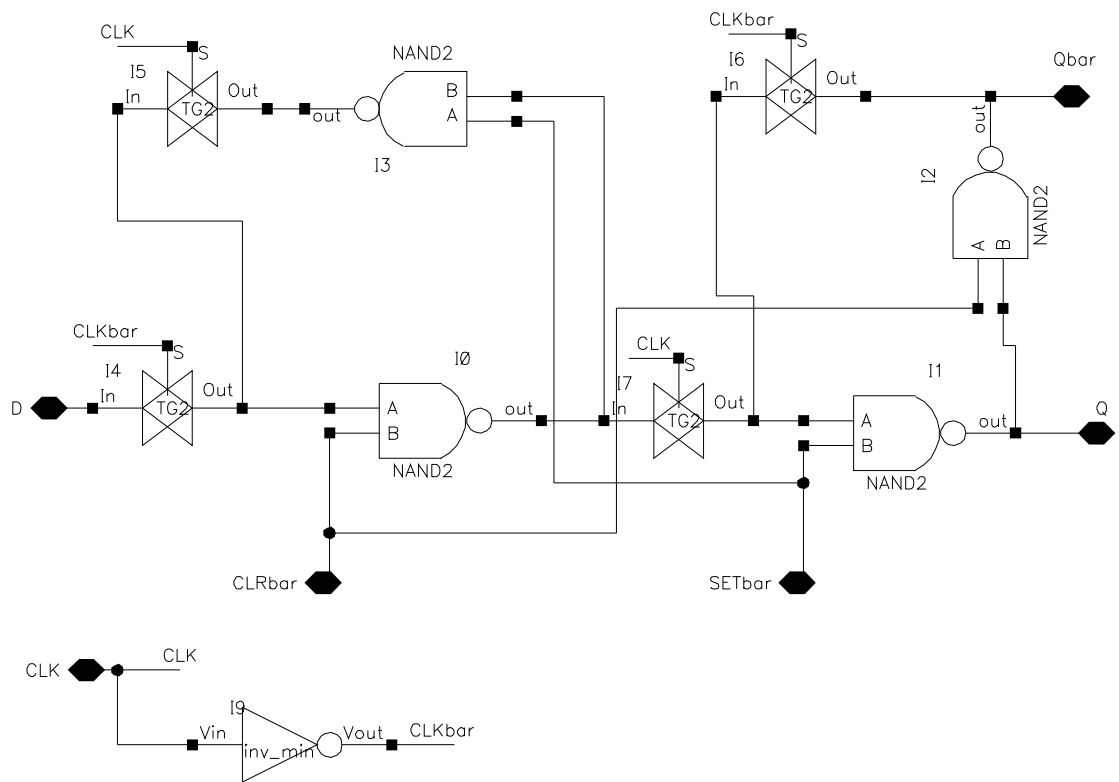 CLK
S
I5
In
TG2
Out
out
NAND2
B
A
I3
CLKbar
S
I6
In
TG2
Out
Qbar
out
I2
NAND2
A
B
CLKbar
S
I4
D
In
TG2
Out
I0
A
B
out
NAND2
CLK
S
I7
In
TG2
Out
I1
A
B
out
NAND2
Q
CLRbar
SETbar
CLK
CLK
I9
Vin
inv_min
Vout
CLKbar